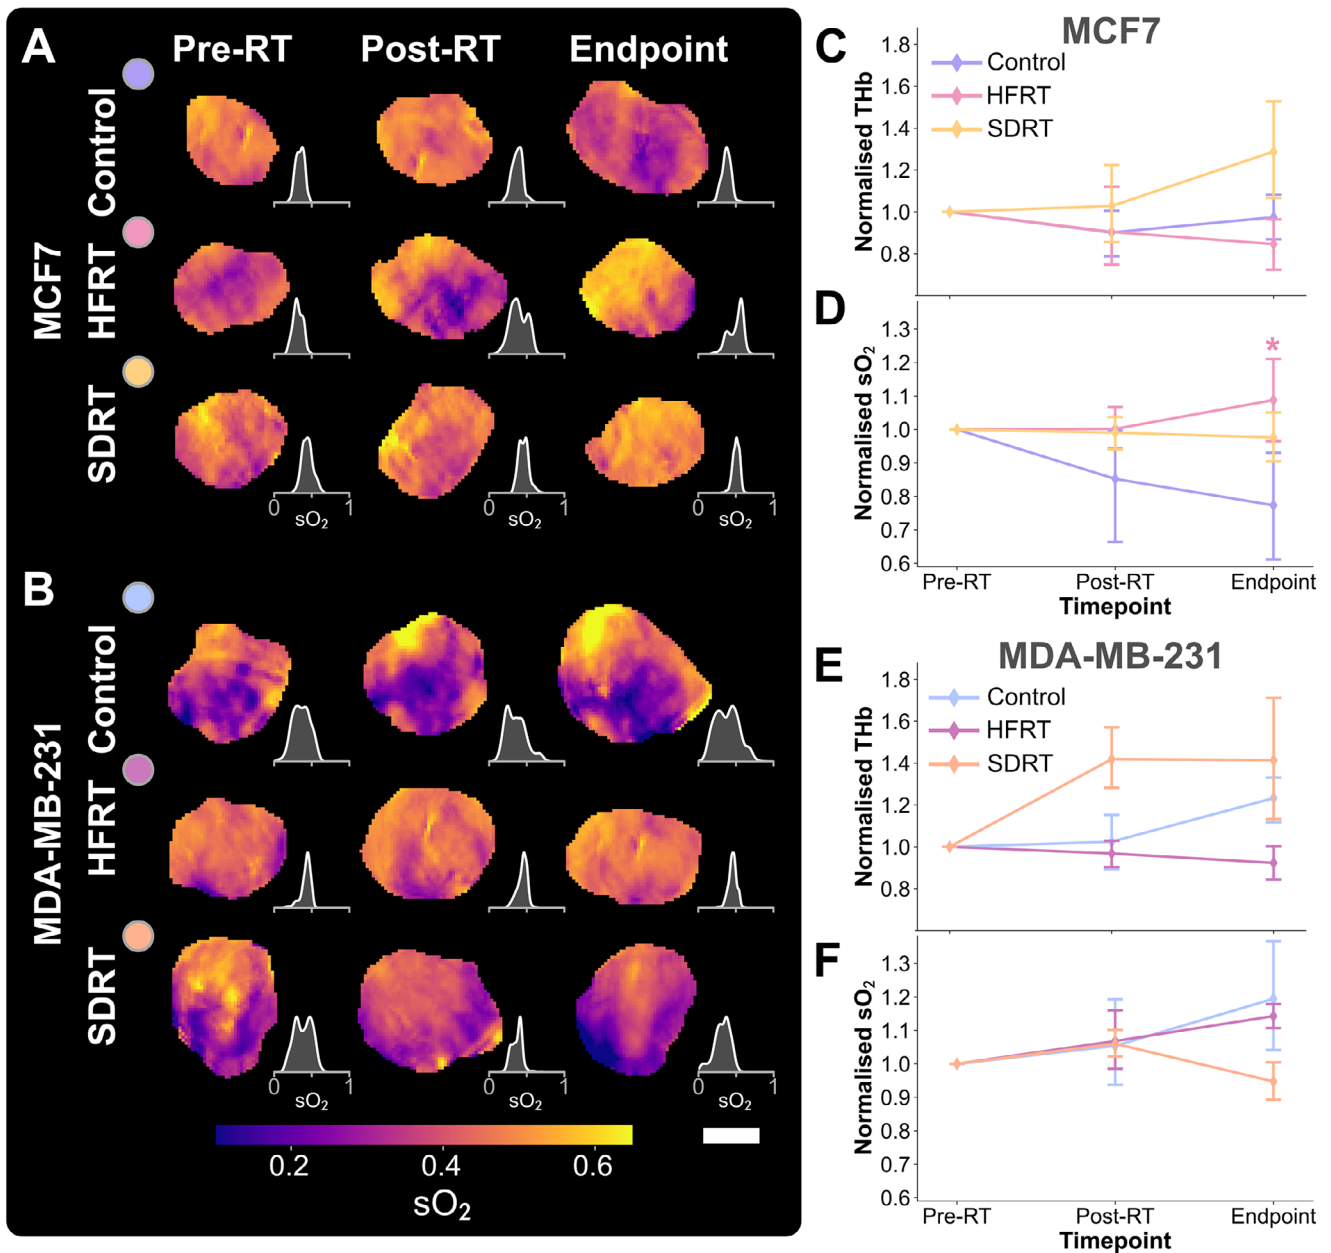 A
Pre-RT Post-RT Endpoint
MCF7
Control
HFRT
SDRT
0 1 0 1 0 1
sO₂ sO₂ sO₂
B
MDA-MB-231
Control
HFRT
SDRT
0 1 0 1 0 1
sO₂ sO₂ sO₂
0.2 0.4 0.6
sO₂
C
MCF7
Normalised THb
1.8
1.6
1.4
1.2
1.0
0.8
Control
HFRT
SDRT
D
Normalised sO₂
1.3
1.2
1.1
1.0
0.9
0.8
0.7
0.6
*
Pre-RT Post-RT Endpoint
Timepoint
E
MDA-MB-231
Normalised THb
1.8
1.6
1.4
1.2
1.0
0.8
Control
HFRT
SDRT
F
Normalised sO₂
1.3
1.2
1.1
1.0
0.9
0.8
0.7
0.6
Pre-RT Post-RT Endpoint
Timepoint